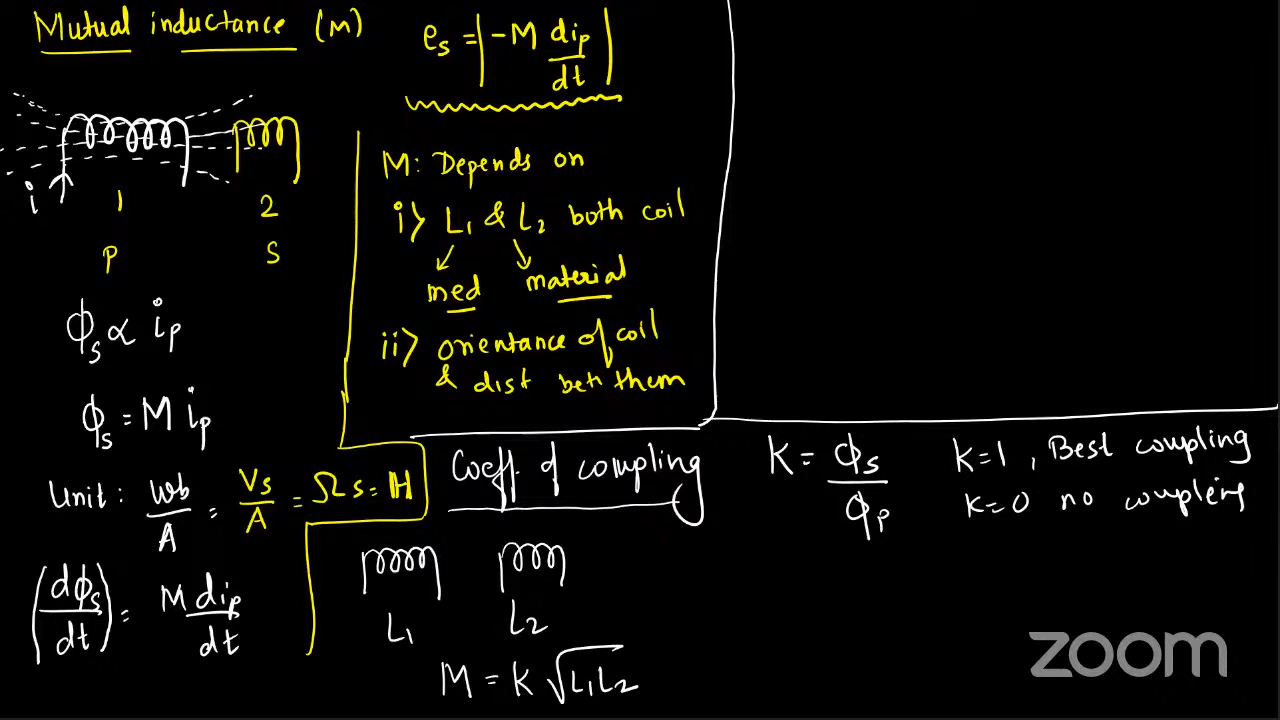 Mutual inductance (M)
i
1
2
P
S
ϕs ∝ ip
ϕs = M ip
Unit: Wb/A = Vs/A = Ωs = H
(dϕs/dt) = M dip/dt
es = |-M dip/dt|
M: Depends on
i> L1 & L2 both coil
med material
ii> orientance of coil
& dist betn them
Coeff. of compling
L1 L2
M = K √L1L2
K = ϕs/ϕp
K=1, Best coupling
K=0 no coupleing
zoom